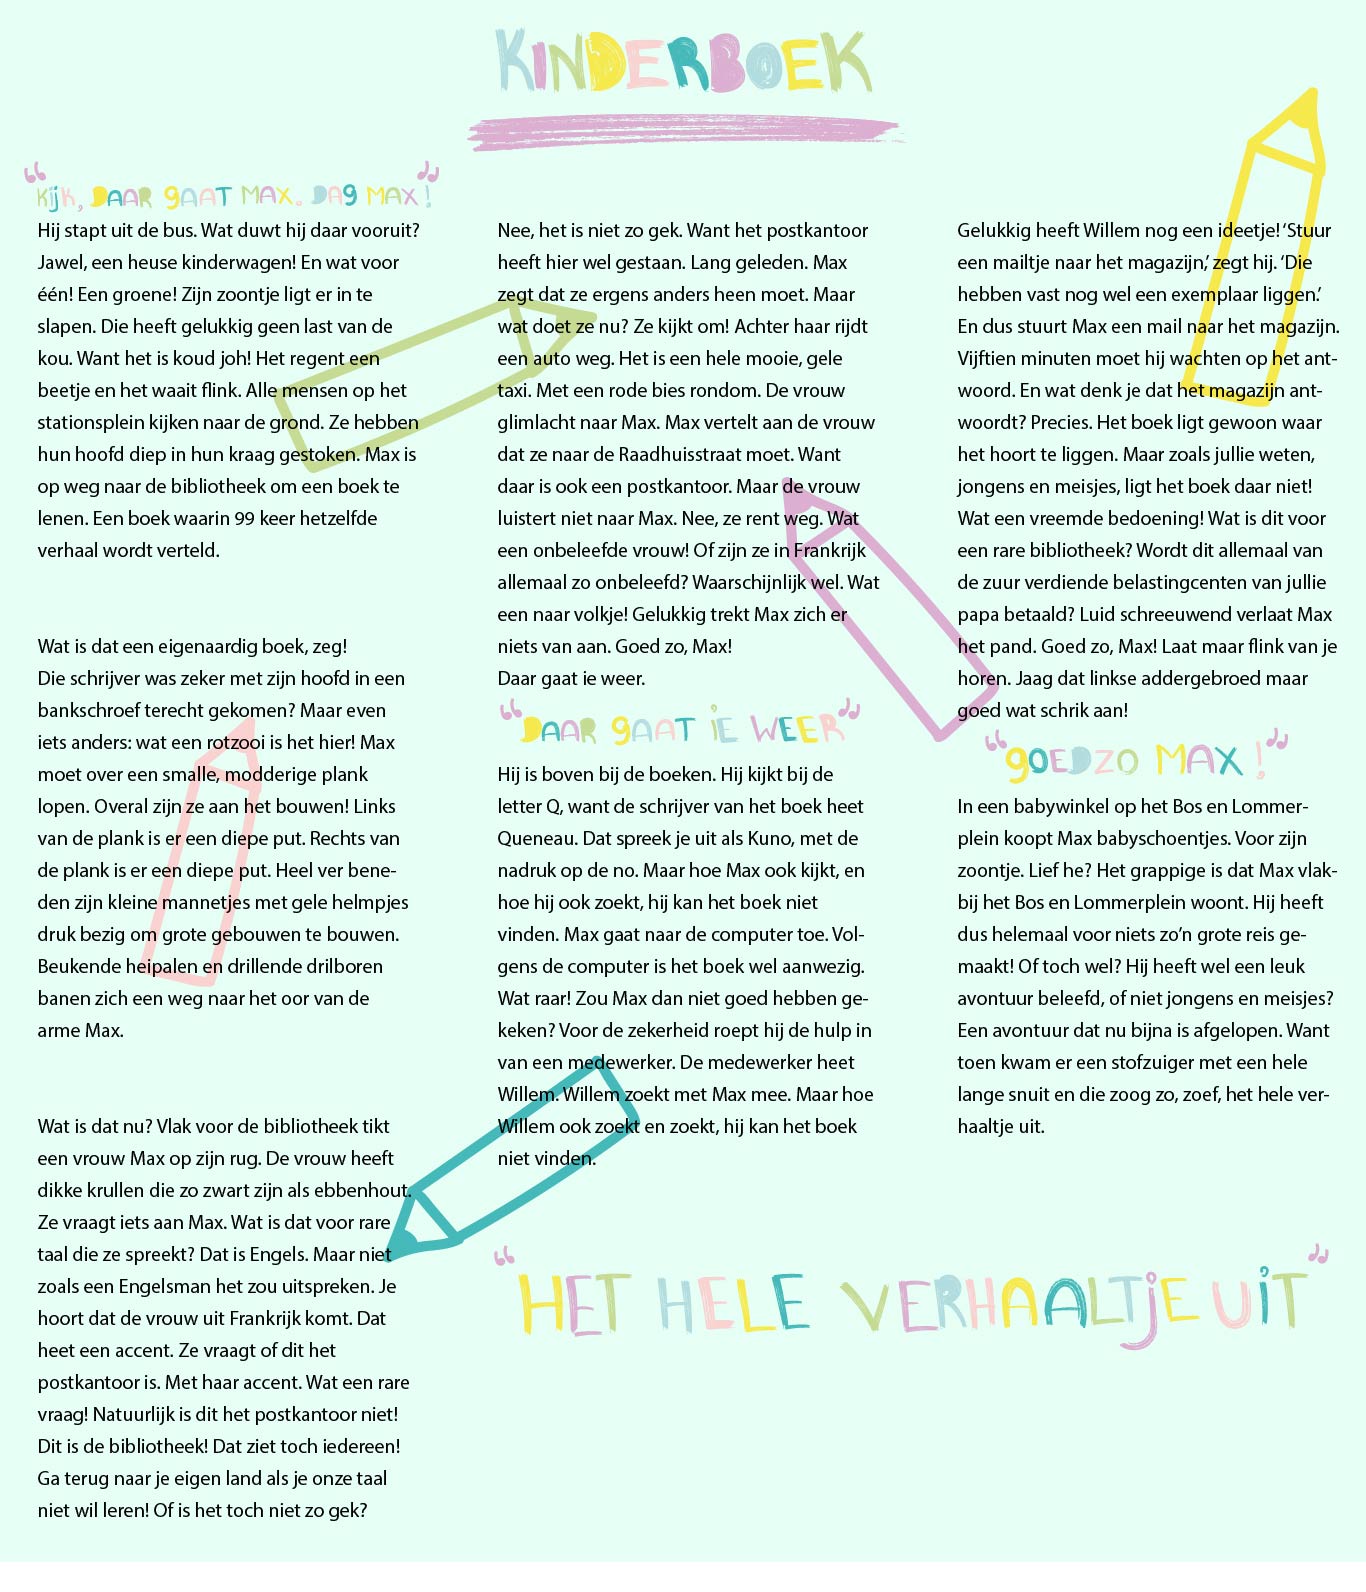 KINDERBOEK
“Kijk, DAAR gAAT MAX. DAg MAX!”
Hij stapt uit de bus. Wat duwt hij daar vooruit?
Jawel, een heuse kinderwagen! En wat voor
één! Een groene! Zijn zoontje ligt er in te
slapen. Die heeft gelukkig geen last van de
kou. Want het is koud joh! Het regent een
beetje en het waait flink. Alle mensen op het
stationsplein kijken naar de grond. Ze hebben
hun hoofd diep in hun kraag gestoken. Max is
op weg naar de bibliotheek om een boek te
lenen. Een boek waarin 99 keer hetzelfde
verhaal wordt verteld.
Wat is dat een eigenaardig boek, zeg!
Die schrijver was zeker met zijn hoofd in een
bankschroef terecht gekomen? Maar even
iets anders: wat een rotzooi is het hier! Max
moet over een smalle, modderige plank
lopen. Overal zijn ze aan het bouwen! Links
van de plank is er een diepe put. Rechts van
de plank is er een diepe put. Heel ver bene-
den zijn kleine mannetjes met gele helmpjes
druk bezig om grote gebouwen te bouwen.
Beukende heipalen en drillende drilboren
banen zich een weg naar het oor van de
arme Max.
Wat is dat nu? Vlak voor de bibliotheek tikt
een vrouw Max op zijn rug. De vrouw heeft
dikke krullen die zo zwart zijn als ebbenhout.
Ze vraagt iets aan Max. Wat is dat voor rare
taal die ze spreekt? Dat is Engels. Maar niet
zoals een Engelsman het zou uitspreken. Je
hoort dat de vrouw uit Frankrijk komt. Dat
heet een accent. Ze vraagt of dit het
postkantoor is. Met haar accent. Wat een rare
vraag! Natuurlijk is dit het postkantoor niet!
Dit is de bibliotheek! Dat ziet toch iedereen!
Ga terug naar je eigen land als je onze taal
niet wil leren! Of is het toch niet zo gek?
Nee, het is niet zo gek. Want het postkantoor
heeft hier wel gestaan. Lang geleden. Max
zegt dat ze ergens anders heen moet. Maar
wat doet ze nu? Ze kijkt om! Achter haar rijdt
een auto weg. Het is een hele mooie, gele
taxi. Met een rode bies rondom. De vrouw
glimlacht naar Max. Max vertelt aan de vrouw
dat ze naar de Raadhuisstraat moet. Want
daar is ook een postkantoor. Maar de vrouw
luistert niet naar Max. Nee, ze rent weg. Wat
een onbeleefde vrouw! Of zijn ze in Frankrijk
allemaal zo onbeleefd? Waarschijnlijk wel. Wat
een naar volkje! Gelukkig trekt Max zich er
niets van aan. Goed zo, Max!
Daar gaat ie weer.
“DAAR gAAT iE WEER”
Hij is boven bij de boeken. Hij kijkt bij de
letter Q, want de schrijver van het boek heet
Queneau. Dat spreek je uit als Kuno, met de
nadruk op de no. Maar hoe Max ook kijkt, en
hoe hij ook zoekt, hij kan het boek niet
vinden. Max gaat naar de computer toe. Vol-
gens de computer is het boek wel aanwezig.
Wat raar! Zou Max dan niet goed hebben ge-
keken? Voor de zekerheid roept hij de hulp in
van een medewerker. De medewerker heet
Willem. Willem zoekt met Max mee. Maar hoe
Willem ook zoekt en zoekt, hij kan het boek
niet vinden.
Gelukkig heeft Willem nog een ideetje! ‘Stuur
een mailtje naar het magazijn,’ zegt hij. ‘Die
hebben vast nog wel een exemplaar liggen.’
En dus stuurt Max een mail naar het magazijn.
Vijftien minuten moet hij wachten op het ant-
woord. En wat denk je dat het magazijn ant-
woordt? Precies. Het boek ligt gewoon waar
het hoort te liggen. Maar zoals jullie weten,
jongens en meisjes, ligt het boek daar niet!
Wat een vreemde bedoening! Wat is dit voor
een rare bibliotheek? Wordt dit allemaal van
de zuur verdiende belastingcenten van jullie
papa betaald? Luid schreeuwend verlaat Max
het pand. Goed zo, Max! Laat maar flink van je
horen. Jaag dat linkse addergebroed maar
goed wat schrik aan!
“gOEDZO MAX!”
In een babywinkel op het Bos en Lommer-
plein koopt Max babyschoentjes. Voor zijn
zoontje. Lief he? Het grappige is dat Max vlak-
bij het Bos en Lommerplein woont. Hij heeft
dus helemaal voor niets zo’n grote reis ge-
maakt! Of toch wel? Hij heeft wel een leuk
avontuur beleefd, of niet jongens en meisjes?
Een avontuur dat nu bijna is afgelopen. Want
toen kwam er een stofzuiger met een hele
lange snuit en die zoog zo, zoef, het hele ver-
haaltje uit.
“HET HELE VERHAALTjE UiT”